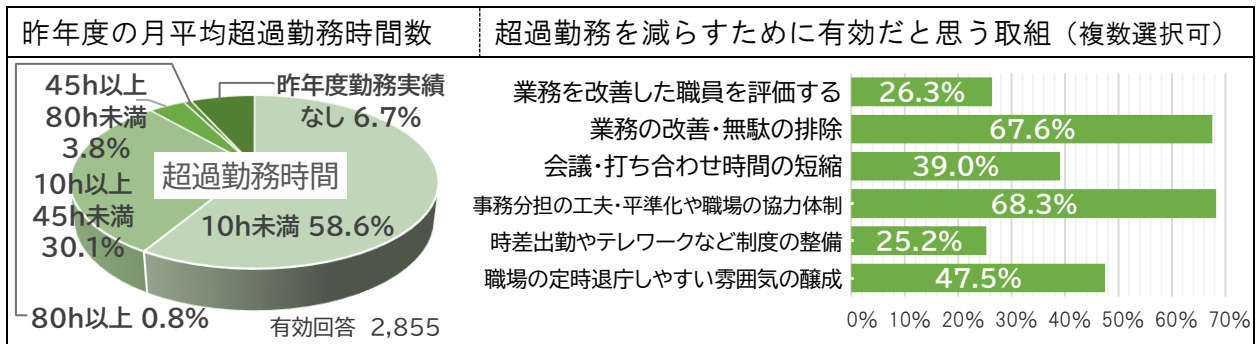 昨年度の月平均超過勤務時間数
超過勤務を減らすために有効だと思う取組（複数選択可）
45h以上
80h未満
3.8%
昨年度勤務実績
なし 6.7%
超過勤務時間
10h以上
45h未満
30.1%
10h未満 58.6%
80h以上 0.8%
有効回答 2,855
業務を改善した職員を評価する 26.3%
業務の改善・無駄の排除 67.6%
会議・打ち合わせ時間の短縮 39.0%
事務分担の工夫・平準化や職場の協力体制 68.3%
時差出勤やテレワークなど制度の整備 25.2%
職場の定時退庁しやすい雰囲気の醸成 47.5%
0% 10% 20% 30% 40% 50% 60% 70%